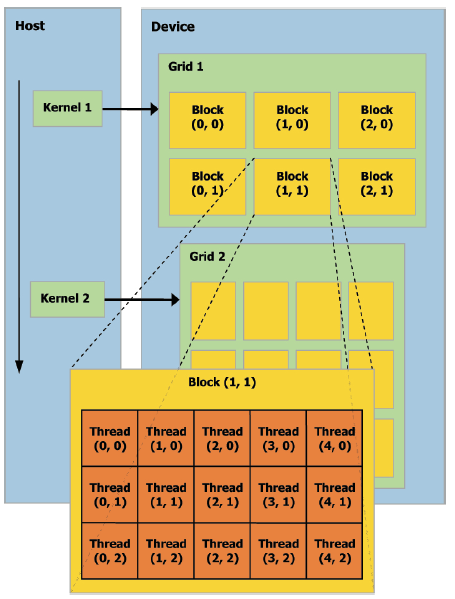 Host
Device
Grid 1
Kernel 1
Block
(0, 0)
Block
(1, 0)
Block
(2, 0)
Block
(0, 1)
Block
(1, 1)
Block
(2, 1)
Grid 2
Kernel 2
Block (1, 1)
Thread
(0, 0)
Thread
(1, 0)
Thread
(2, 0)
Thread
(3, 0)
Thread
(4, 0)
Thread
(0, 1)
Thread
(1, 1)
Thread
(2, 1)
Thread
(3, 1)
Thread
(4, 1)
Thread
(0, 2)
Thread
(1, 2)
Thread
(2, 2)
Thread
(3, 2)
Thread
(4, 2)